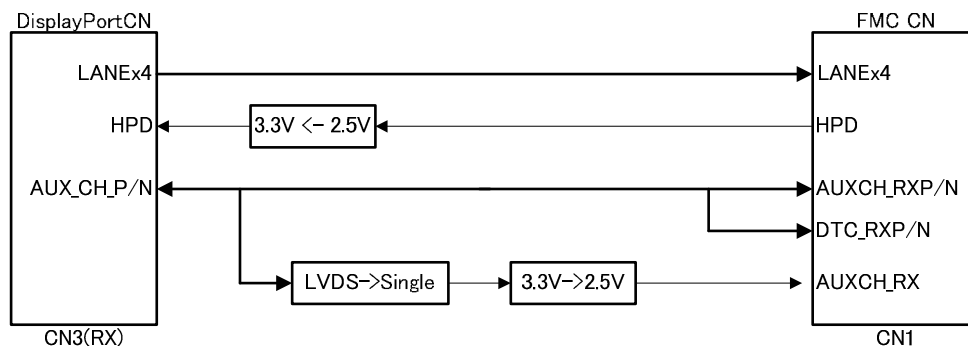 DisplayPortCN
FMC CN
LANEx4
LANEx4
HPD
3.3V <- 2.5V
HPD
AUX_CH_P/N
AUXCH_RXP/N
DTC_RXP/N
LVDS->Single
3.3V->2.5V
AUXCH_RX
CN3(RX)
CN1